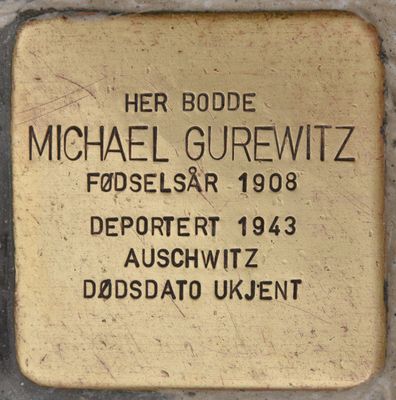 HER BODDE
MICHAEL GUREWITZ
FØDSELSÅR 1908
DEPORTERT 1943
AUSCHWITZ
DØDSDATO UKJENT